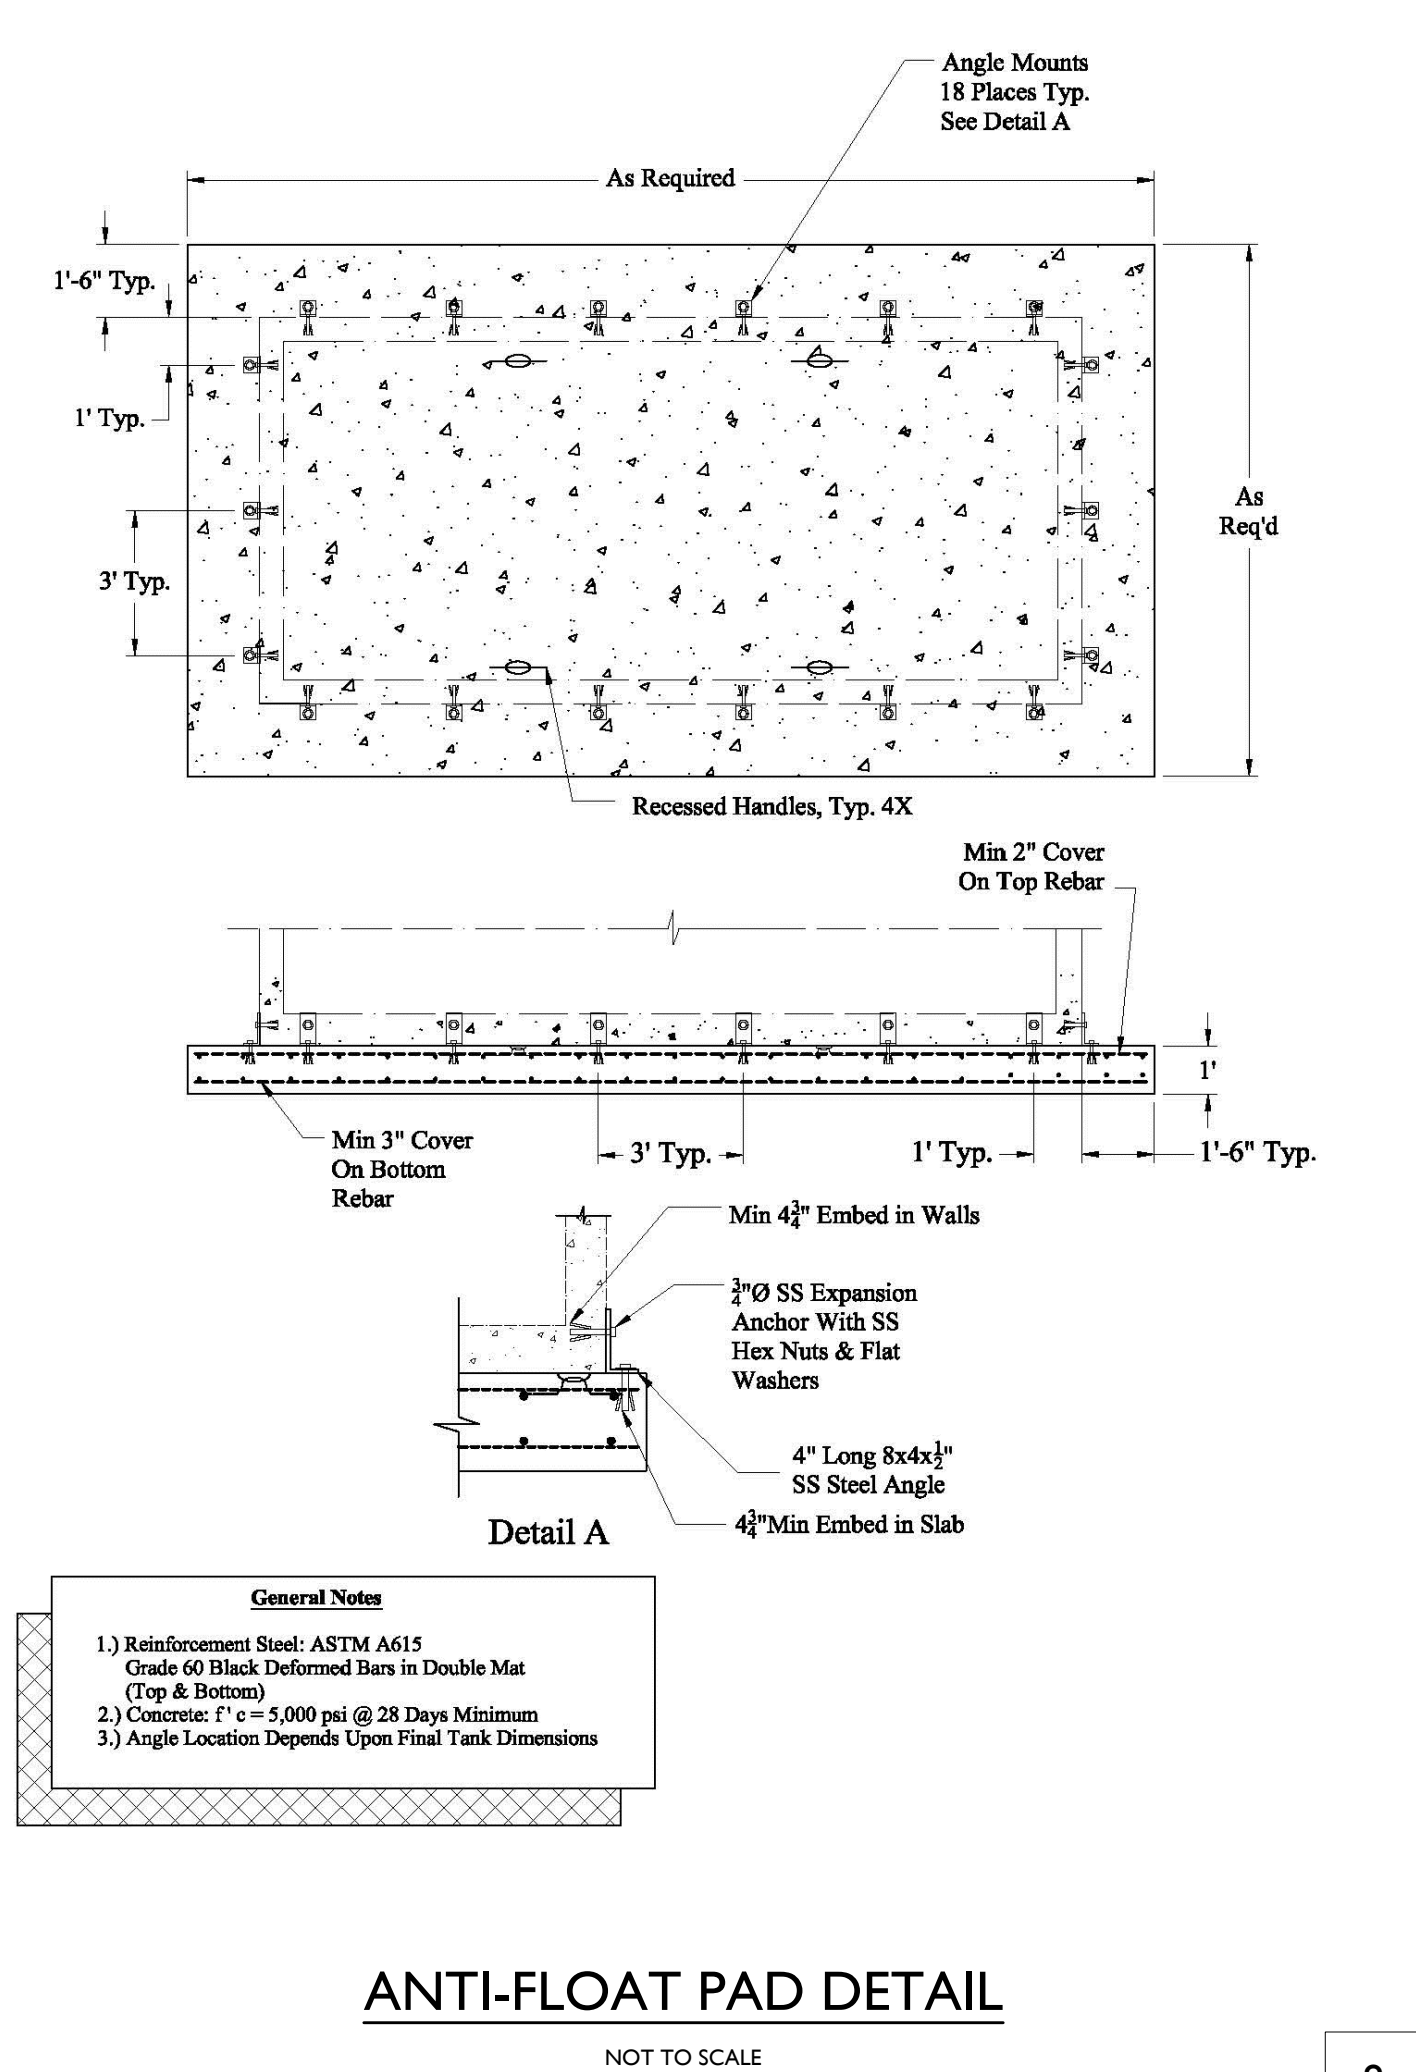 Angle Mounts
18 Places Typ.
See Detail A
As Required
1'-6" Typ.
1' Typ.
As
Req'd
3' Typ.
Recessed Handles, Typ. 4X
Min 2" Cover
On Top Rebar
1'
Min 3" Cover
On Bottom
Rebar
3' Typ.
1' Typ.
1'-6" Typ.
Min 4¾" Embed in Walls
¾"Ø SS Expansion
Anchor With SS
Hex Nuts & Flat
Washers
4" Long 8x4x½"
SS Steel Angle
4¾"Min Embed in Slab
Detail A
General Notes
1.) Reinforcement Steel: ASTM A615
Grade 60 Black Deformed Bars in Double Mat
(Top & Bottom)
2.) Concrete: f ' c = 5,000 psi @ 28 Days Minimum
3.) Angle Location Depends Upon Final Tank Dimensions
ANTI-FLOAT PAD DETAIL
NOT TO SCALE